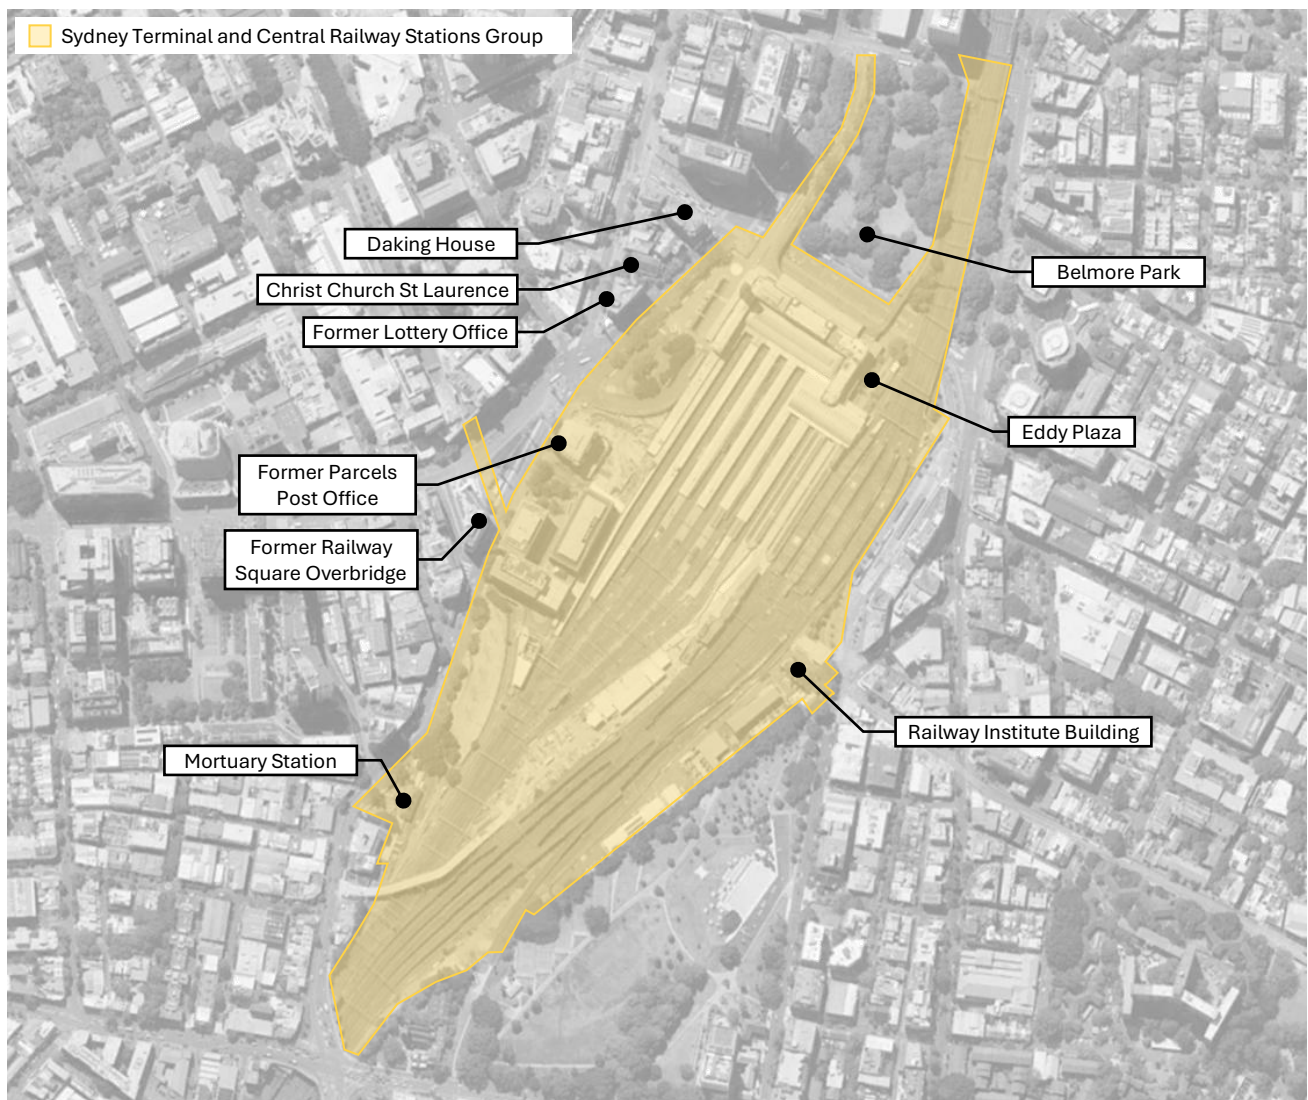 Sydney Terminal and Central Railway Stations Group
Daking House
Belmore Park
Christ Church St Laurence
Former Lottery Office
Eddy Plaza
Former Parcels
Post Office
Former Railway
Square Overbridge
Railway Institute Building
Mortuary Station